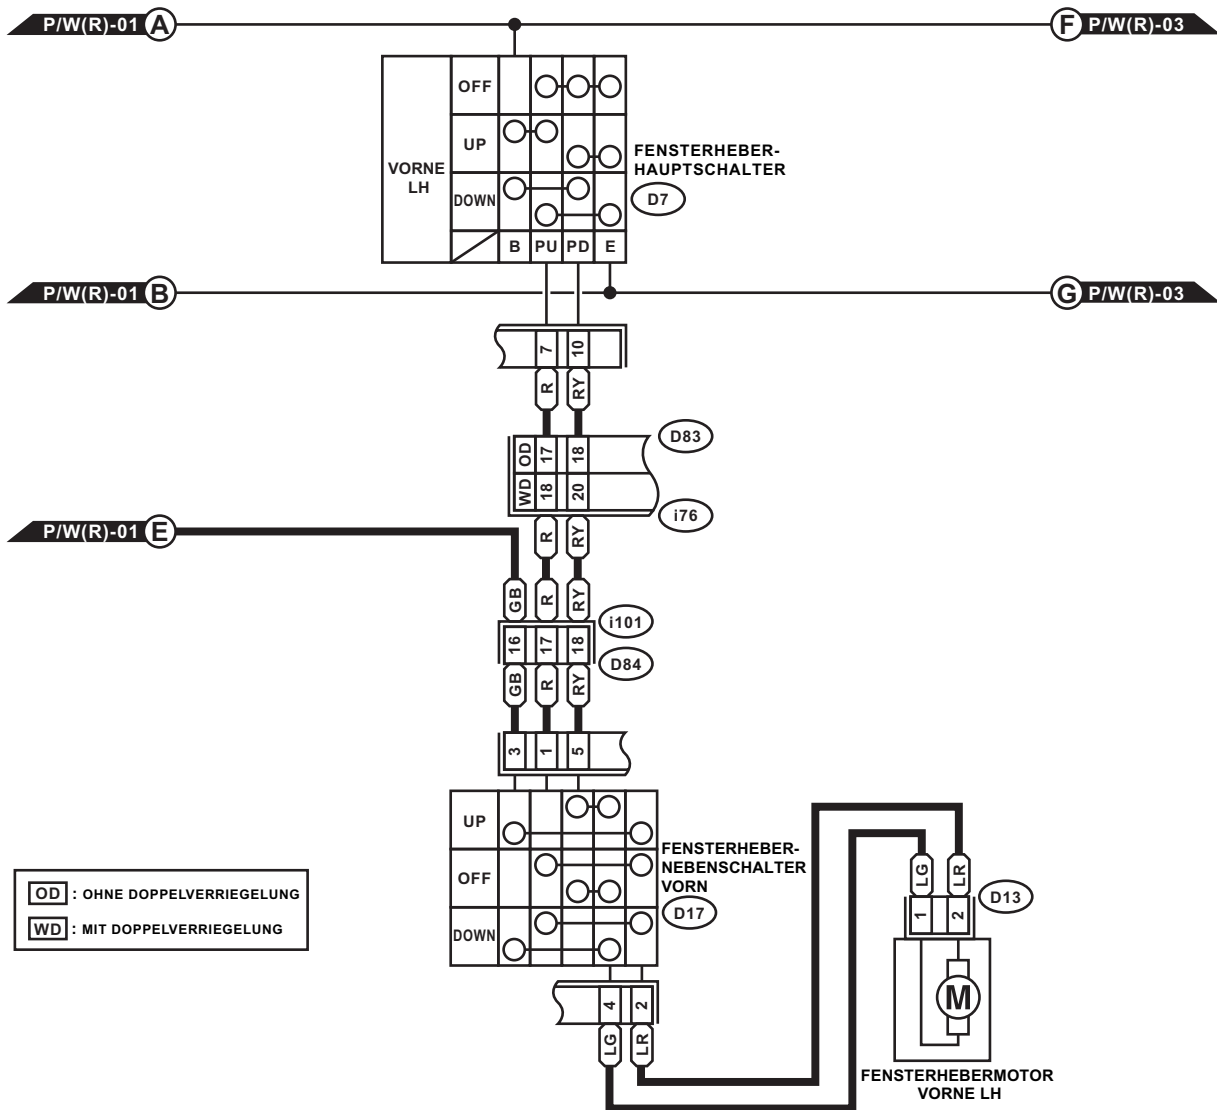 P/W(R)-01 A
F P/W(R)-03
VORNE
LH
OFF
UP
DOWN
B PU PD E
FENSTERHEBER-
HAUPTSCHALTER
D7
P/W(R)-01 B
G P/W(R)-03
7 10
R RY
D83
OD 17 18
WD 18 20
i76
P/W(R)-01 E
R RY
GB R RY
i101
16 17 18
D84
GB R RY
3 1 5
UP
OFF
DOWN
FENSTERHEBER-
NEBENSCHALTER
VORN
D17
4 2
LG LR
LG LR
1 2
D13
M
FENSTERHEBERMOTOR
VORNE LH
OD : OHNE DOPPELVERRIEGELUNG
WD : MIT DOPPELVERRIEGELUNG